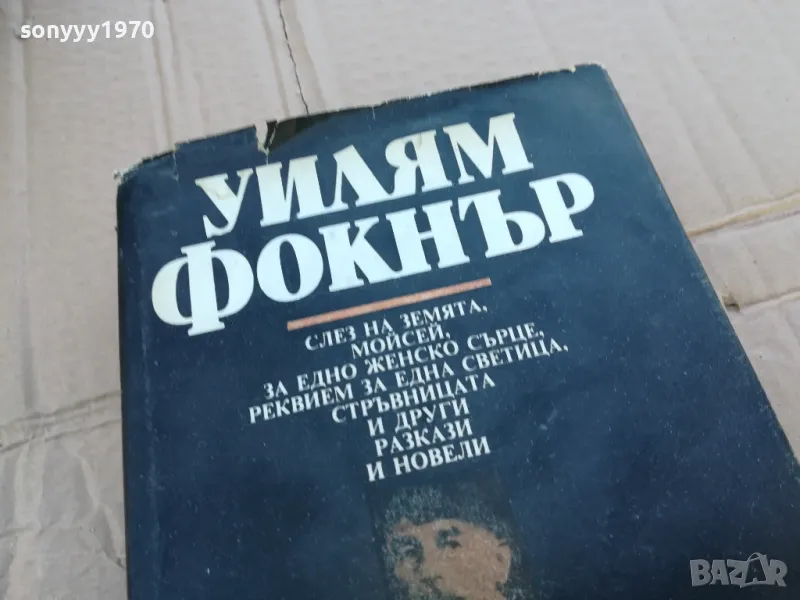 sonyyy1970
УИЛЯМ
ФОКНЪР
СЛЕЗ НА ЗЕМЯТА,
МОЙСЕЙ,
ЗА ЕДНО ЖЕНСКО СЪРЦЕ,
РЕКВИЕМ ЗА ЕДНА СВЕТИЦА,
СТРЪВНИЦАТА
И ДРУГИ
РАЗКАЗИ
И НОВЕЛИ
BAZAR